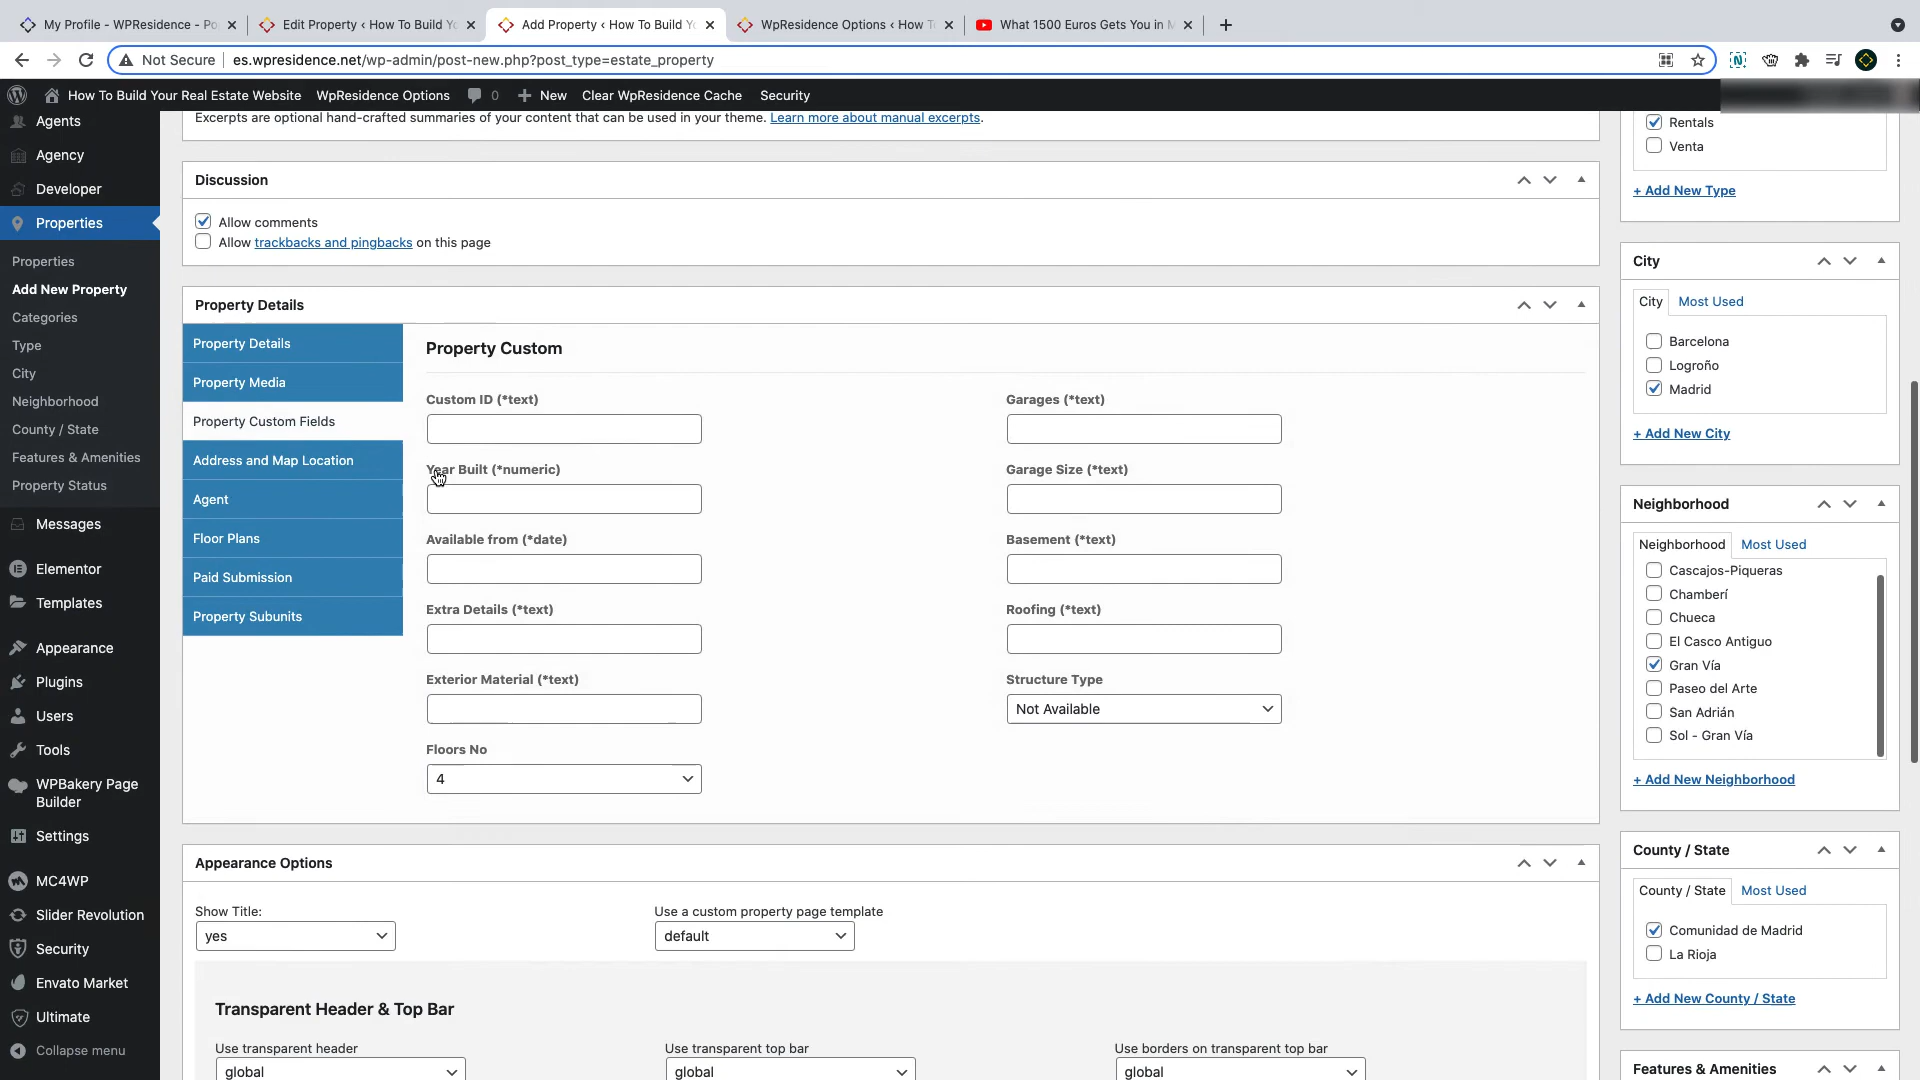 My Profile - WPResidence - Po
Edit Property ‹ How To Build Yo
Add Property ‹ How To Build Yo
WpResidence Options ‹ How T
What 1500 Euros Gets You in M
Not Secure
es.wpresidence.net/wp-admin/post-new.php?post_type=estate_property
How To Build Your Real Estate Website
WpResidence Options
0
New
Clear WpResidence Cache
Security
Agents
Agency
Developer
Properties
Properties
Add New Property
Categories
Type
City
Neighborhood
County / State
Features & Amenities
Property Status
Messages
Elementor
Templates
Appearance
Plugins
Users
Tools
WPBakery Page
Builder
Settings
MC4WP
Slider Revolution
Security
Envato Market
Ultimate
Collapse menu
Excerpts are optional hand-crafted summaries of your content that can be used in your theme. Learn more about manual excerpts.
Discussion
Allow comments
Allow trackbacks and pingbacks on this page
Property Details
Property Details
Property Media
Property Custom Fields
Address and Map Location
Agent
Floor Plans
Paid Submission
Property Subunits
Property Custom
Custom ID (*text)
Garages (*text)
Year Built (*numeric)
Garage Size (*text)
Available from (*date)
Basement (*text)
Extra Details (*text)
Roofing (*text)
Exterior Material (*text)
Structure Type
Not Available
Floors No
4
Appearance Options
Show Title:
yes
Use a custom property page template
default
Transparent Header & Top Bar
Use transparent header
global
Use transparent top bar
global
Use borders on transparent top bar
global
Rentals
Venta
+ Add New Type
City
City
Most Used
Barcelona
Logroño
Madrid
+ Add New City
Neighborhood
Neighborhood
Most Used
Cascajos-Piqueras
Chamberí
Chueca
El Casco Antiguo
Gran Vía
Paseo del Arte
San Adrián
Sol - Gran Vía
+ Add New Neighborhood
County / State
County / State
Most Used
Comunidad de Madrid
La Rioja
+ Add New County / State
Features & Amenities